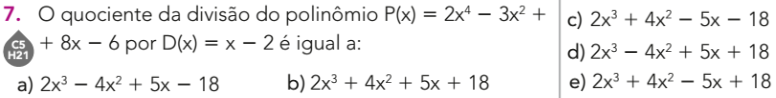 7. O quociente da divisão do polinômio P(x) = 2x⁴ − 3x² +
C5 H21
+ 8x − 6 por D(x) = x − 2 é igual a:
a) 2x³ − 4x² + 5x − 18
b) 2x³ + 4x² + 5x + 18
c) 2x³ + 4x² − 5x − 18
d) 2x³ − 4x² + 5x + 18
e) 2x³ + 4x² − 5x + 18